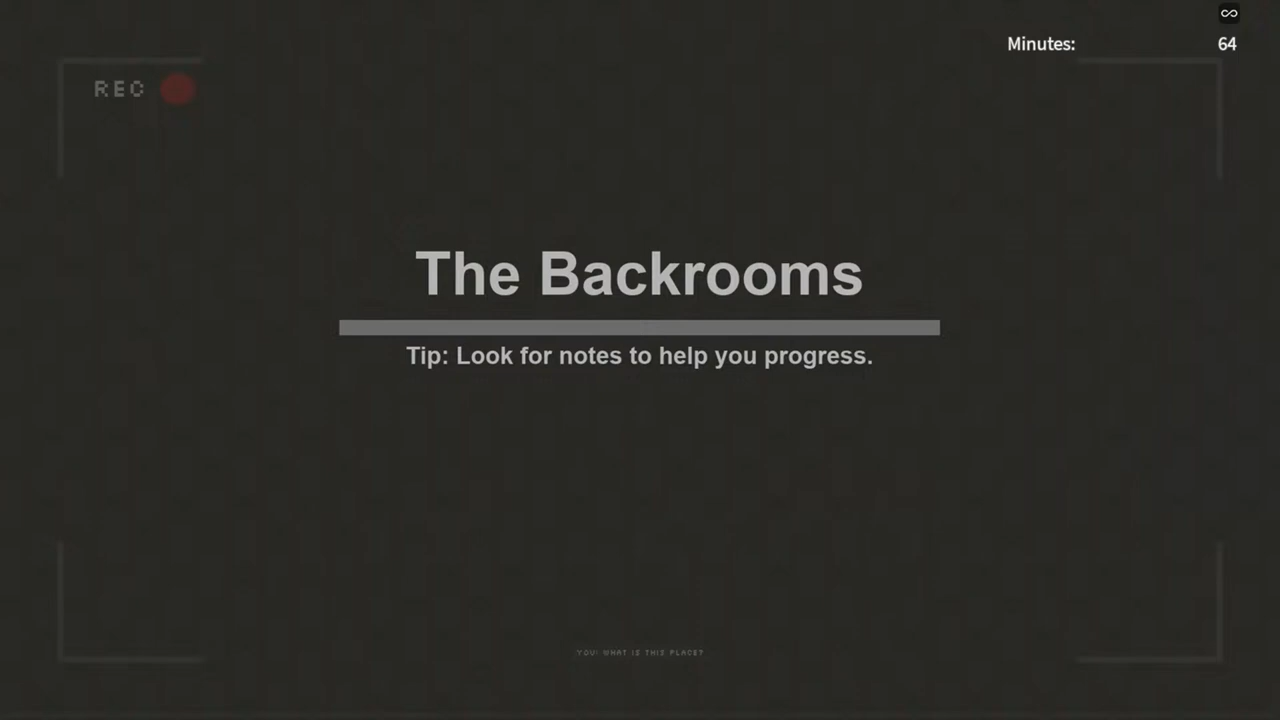 Minutes: 64
REC
The Backrooms
Tip: Look for notes to help you progress.
YOU: WHAT IS THIS PLACE?